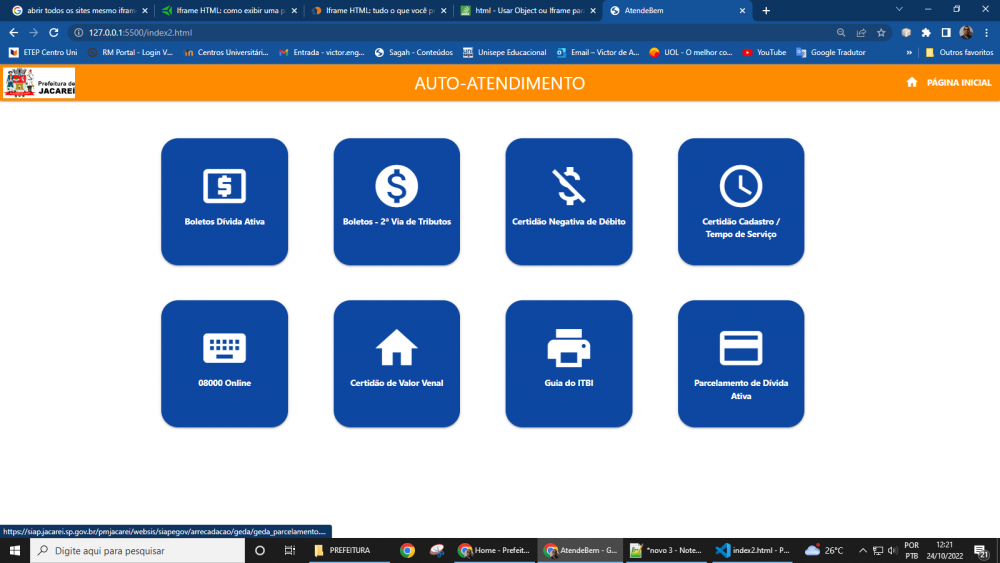 abrir todos os sites mesmo ifram
Iframe HTML: como exibir uma p
Iframe HTML: tudo o que você p
html - Usar Object ou Iframe par
AtendeBem
127.0.0.1:5500/index2.html
ETEP Centro Uni
RM Portal - Login V...
Centros Universitári...
Entrada - victor.eng...
Sagah - Conteúdos
Unisepe Educacional
Email – Victor de A...
UOL - O melhor co...
YouTube
Google Tradutor
»
Outros favoritos
Prefeitura de
JACAREÍ
AUTO-ATENDIMENTO
PÁGINA INICIAL
Boletos Dívida Ativa
Boletos - 2ª Via de Tributos
Certidão Negativa de Débito
Certidão Cadastro /
Tempo de Serviço
08000 Online
Certidão de Valor Venal
Guia do ITBI
Parcelamento de Dívida
Ativa
https://siap.jacarei.sp.gov.br/pmjacarei/websis/siapegov/arrecadacao/geda/geda_parcelamento....
Digite aqui para pesquisar
PREFEITURA
Home - Prefeit...
AtendeBem - G...
*novo 3 - Note...
index2.html - P...
26°C
POR
PTB
12:21
24/10/2022
21